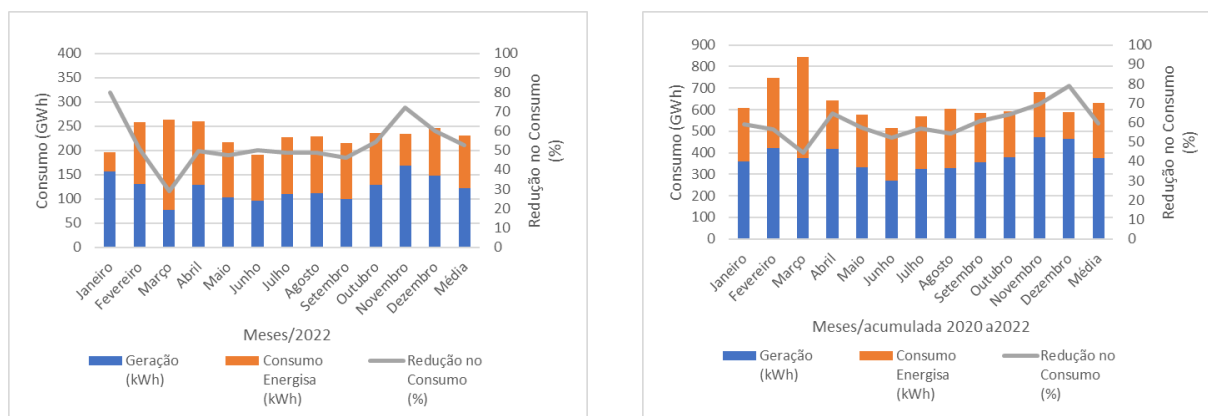 400
350
300
250
200
150
100
50
0
Consumo (GWh)
100
90
80
70
60
50
40
30
20
10
0
Redução no Consumo
(%)
Janeiro
Fevereiro
Março
Abril
Maio
Junho
Julho
Agosto
Setembro
Outubro
Novembro
Dezembro
Média
Meses/2022
Geração
(kWh)
Consumo
Energisa
(kWh)
Redução no
Consumo
(%)
900
800
700
600
500
400
300
200
100
0
Consumo (GWh)
100
90
80
70
60
50
40
30
20
10
0
Redução no Consumo
(%)
Janeiro
Fevereiro
Março
Abril
Maio
Junho
Julho
Agosto
Setembro
Outubro
Novembro
Dezembro
Média
Meses/acumulada 2020 a2022
Geração
(kWh)
Consumo
Energisa
(kWh)
Redução no
Consumo
(%)